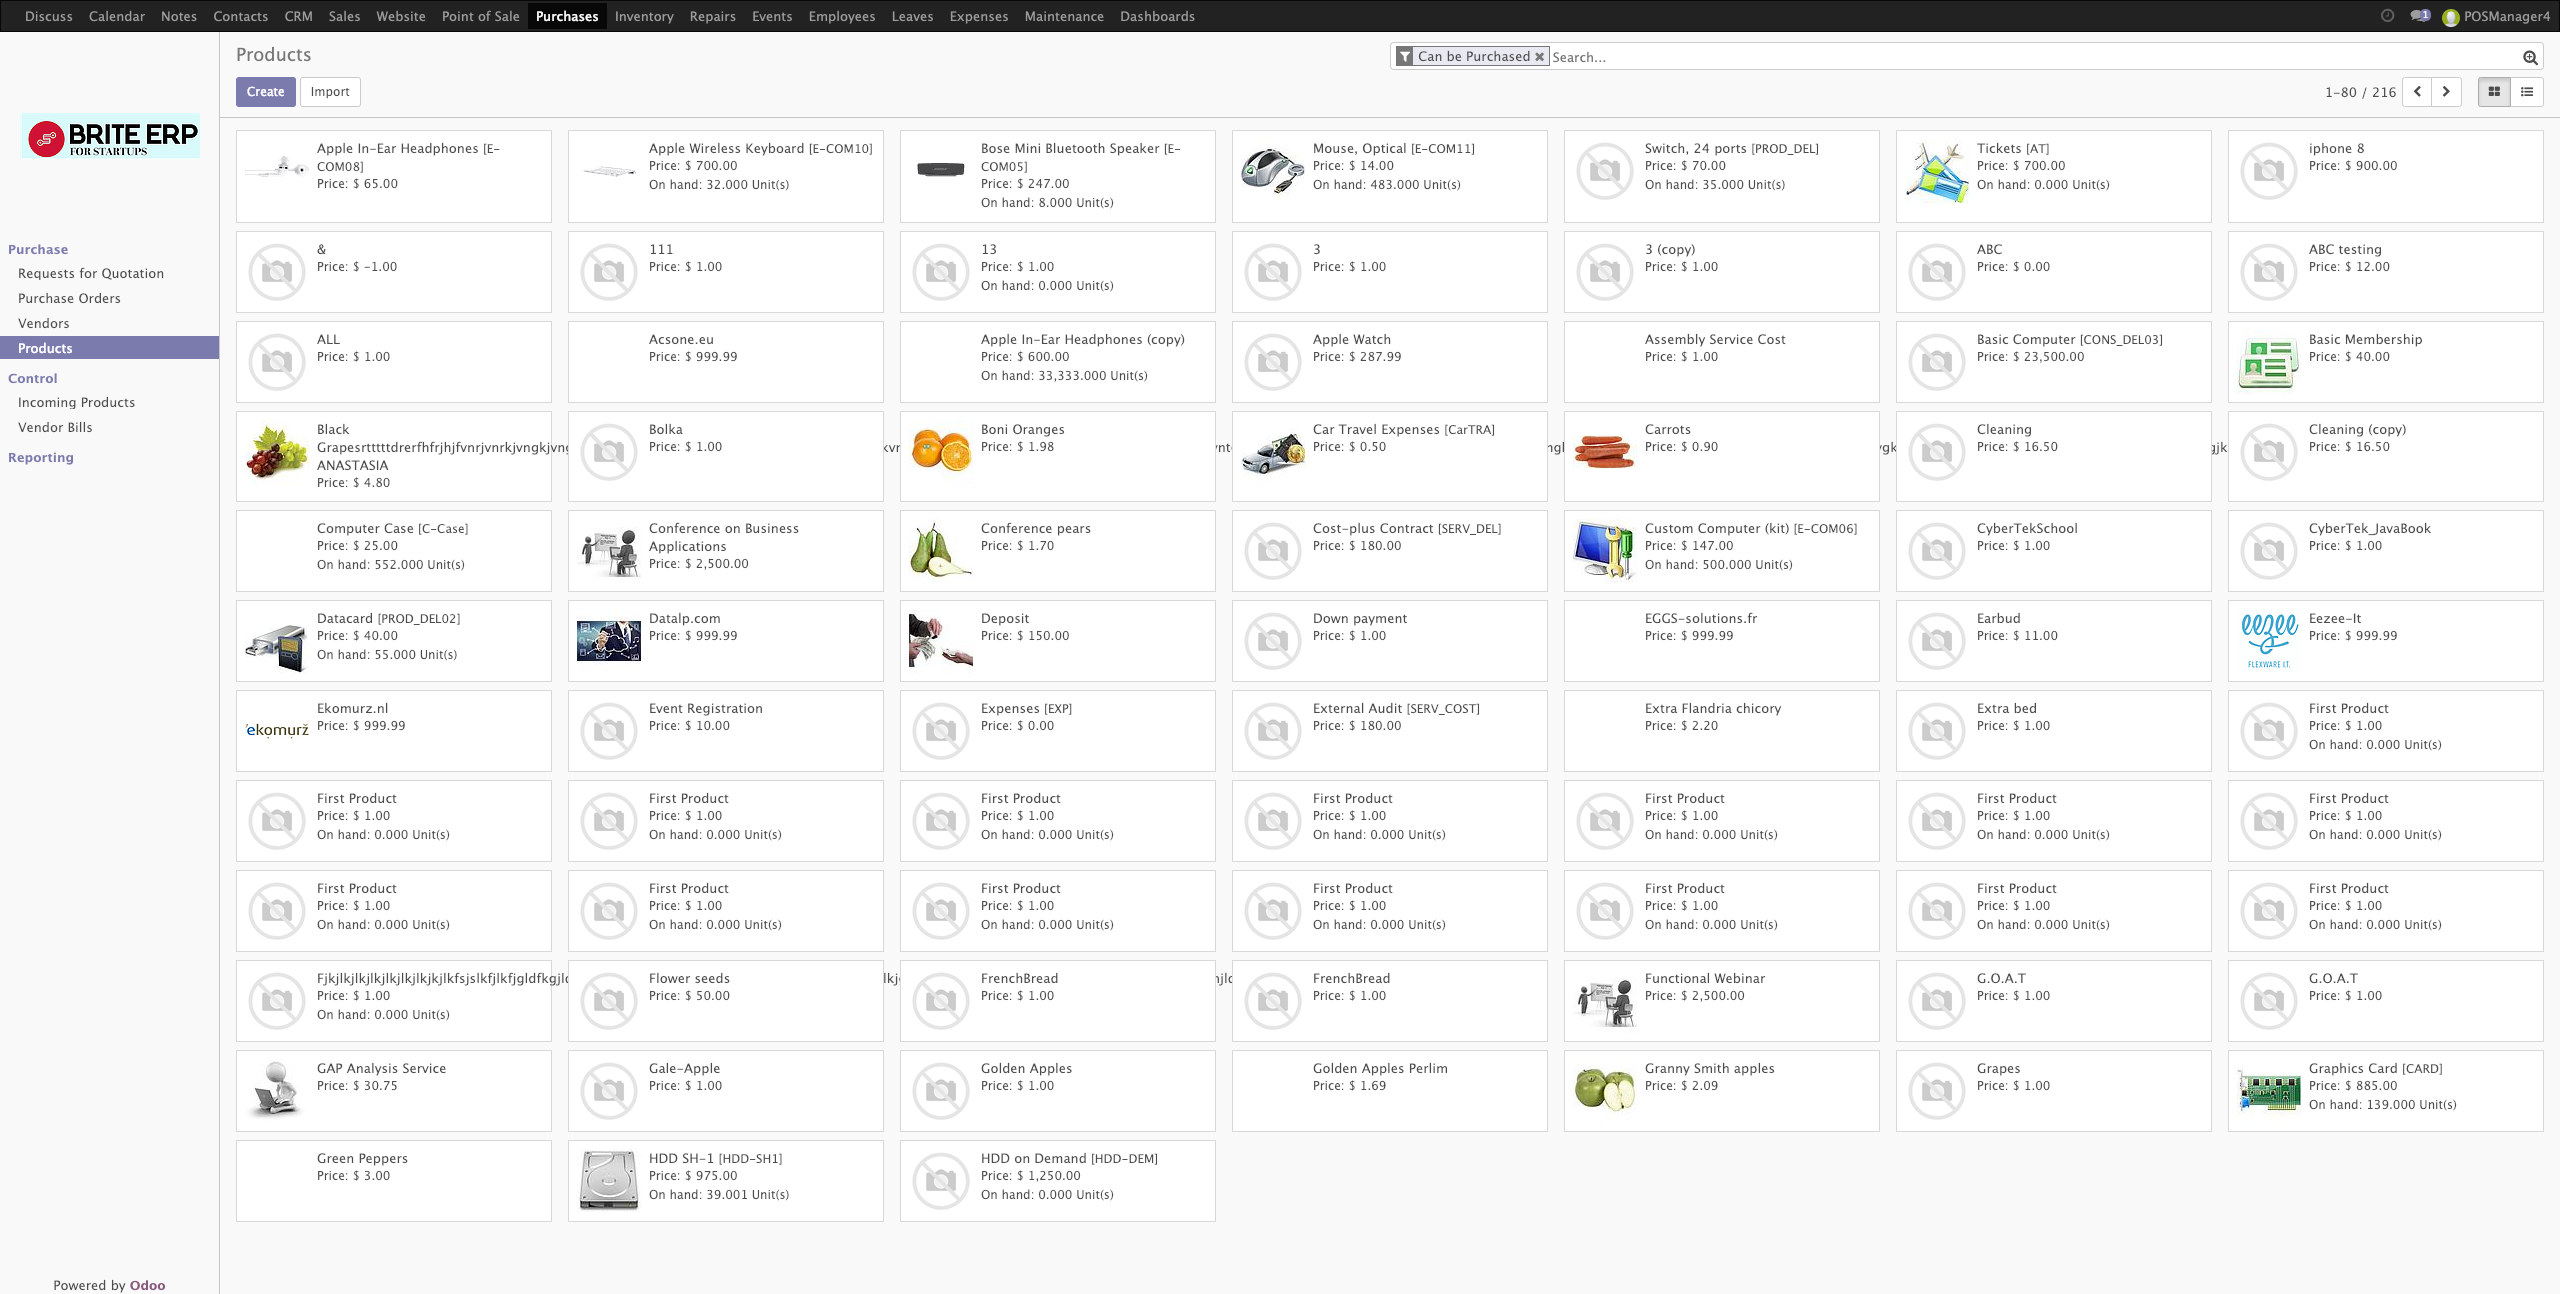 Discuss Calendar Notes Contacts CRM Sales Website Point of Sale Purchases Inventory Repairs Events Employees Leaves Expenses Maintenance Dashboards 1 POSManager4
BRITE ERP
FOR STARTUPS
Purchase
Requests for Quotation
Purchase Orders
Vendors
Products
Control
Incoming Products
Vendor Bills
Reporting
Powered by Odoo
Products
Can be Purchased Search...
Create Import
1-80 / 216
Apple In-Ear Headphones [E-
COM08]
Price: $ 65.00
Apple Wireless Keyboard [E-COM10]
Price: $ 700.00
On hand: 32.000 Unit(s)
Bose Mini Bluetooth Speaker [E-
COM05]
Price: $ 247.00
On hand: 8.000 Unit(s)
Mouse, Optical [E-COM11]
Price: $ 14.00
On hand: 483.000 Unit(s)
Switch, 24 ports [PROD_DEL]
Price: $ 70.00
On hand: 35.000 Unit(s)
Tickets [AT]
Price: $ 700.00
On hand: 0.000 Unit(s)
iphone 8
Price: $ 900.00
&
Price: $ -1.00
111
Price: $ 1.00
13
Price: $ 1.00
On hand: 0.000 Unit(s)
3
Price: $ 1.00
3 (copy)
Price: $ 1.00
ABC
Price: $ 0.00
ABC testing
Price: $ 12.00
ALL
Price: $ 1.00
Acsone.eu
Price: $ 999.99
Apple In-Ear Headphones (copy)
Price: $ 600.00
On hand: 33,333.000 Unit(s)
Apple Watch
Price: $ 287.99
Assembly Service Cost
Price: $ 1.00
Basic Computer [CONS_DEL03]
Price: $ 23,500.00
Basic Membership
Price: $ 40.00
Black
ANASTASIA
Price: $ 4.80
Bolka
Price: $ 1.00
Boni Oranges
Price: $ 1.98
Car Travel Expenses [CarTRA]
Price: $ 0.50
Carrots
Price: $ 0.90
Cleaning
Price: $ 16.50
Cleaning (copy)
Price: $ 16.50
Computer Case [C-Case]
Price: $ 25.00
On hand: 552.000 Unit(s)
Conference on Business
Applications
Price: $ 2,500.00
Conference pears
Price: $ 1.70
Cost-plus Contract [SERV_DEL]
Price: $ 180.00
Custom Computer (kit) [E-COM06]
Price: $ 147.00
On hand: 500.000 Unit(s)
CyberTekSchool
Price: $ 1.00
CyberTek_JavaBook
Price: $ 1.00
Datacard [PROD_DEL02]
Price: $ 40.00
On hand: 55.000 Unit(s)
Datalp.com
Price: $ 999.99
Deposit
Price: $ 150.00
Down payment
Price: $ 1.00
EGGS-solutions.fr
Price: $ 999.99
Earbud
Price: $ 11.00
eezee
FLEXWARE I.T.
Eezee-It
Price: $ 999.99
ekomurz
Ekomurz.nl
Price: $ 999.99
Event Registration
Price: $ 10.00
Expenses [EXP]
Price: $ 0.00
External Audit [SERV_COST]
Price: $ 180.00
Extra Flandria chicory
Price: $ 2.20
Extra bed
Price: $ 1.00
First Product
Price: $ 1.00
On hand: 0.000 Unit(s)
First Product
Price: $ 1.00
On hand: 0.000 Unit(s)
First Product
Price: $ 1.00
On hand: 0.000 Unit(s)
First Product
Price: $ 1.00
On hand: 0.000 Unit(s)
First Product
Price: $ 1.00
On hand: 0.000 Unit(s)
First Product
Price: $ 1.00
On hand: 0.000 Unit(s)
First Product
Price: $ 1.00
On hand: 0.000 Unit(s)
First Product
Price: $ 1.00
On hand: 0.000 Unit(s)
First Product
Price: $ 1.00
On hand: 0.000 Unit(s)
First Product
Price: $ 1.00
On hand: 0.000 Unit(s)
First Product
Price: $ 1.00
On hand: 0.000 Unit(s)
First Product
Price: $ 1.00
On hand: 0.000 Unit(s)
First Product
Price: $ 1.00
On hand: 0.000 Unit(s)
First Product
Price: $ 1.00
On hand: 0.000 Unit(s)
First Product
Price: $ 1.00
On hand: 0.000 Unit(s)
Price: $ 1.00
On hand: 0.000 Unit(s)
Flower seeds
Price: $ 50.00
FrenchBread
Price: $ 1.00
FrenchBread
Price: $ 1.00
Functional Webinar
Price: $ 2,500.00
G.O.A.T
Price: $ 1.00
G.O.A.T
Price: $ 1.00
GAP Analysis Service
Price: $ 30.75
Gale-Apple
Price: $ 1.00
Golden Apples
Price: $ 1.00
Golden Apples Perlim
Price: $ 1.69
Granny Smith apples
Price: $ 2.09
Grapes
Price: $ 1.00
Graphics Card [CARD]
Price: $ 885.00
On hand: 139.000 Unit(s)
Green Peppers
Price: $ 3.00
HDD SH-1 [HDD-SH1]
Price: $ 975.00
On hand: 39.001 Unit(s)
HDD on Demand [HDD-DEM]
Price: $ 1,250.00
On hand: 0.000 Unit(s)